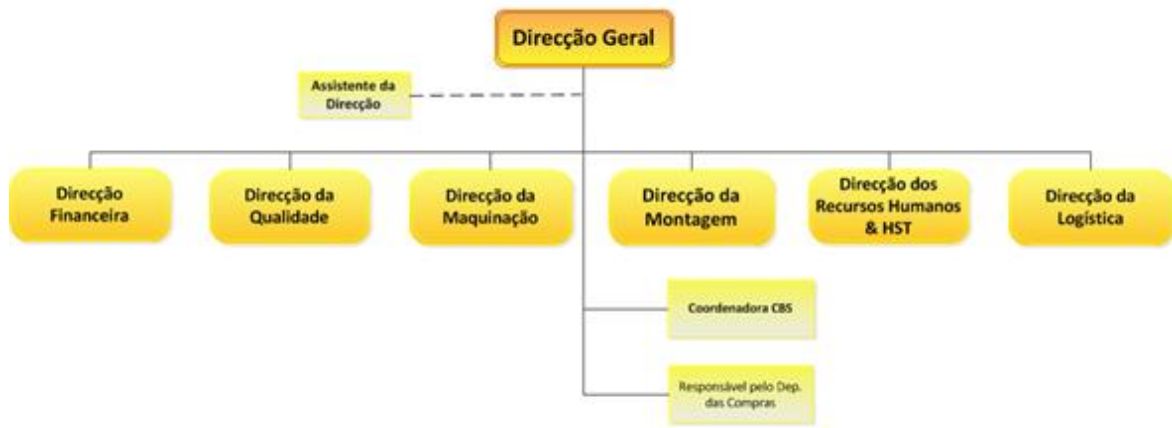 Direcção Geral
Assistente da
Direcção
Direcção
Financeira
Direcção da
Qualidade
Direcção da
Maquinação
Direcção da
Montagem
Direcção dos
Recursos Humanos
& HST
Direcção da
Logística
Coordenadora CBS
Responsável pelo Dep.
das Compras